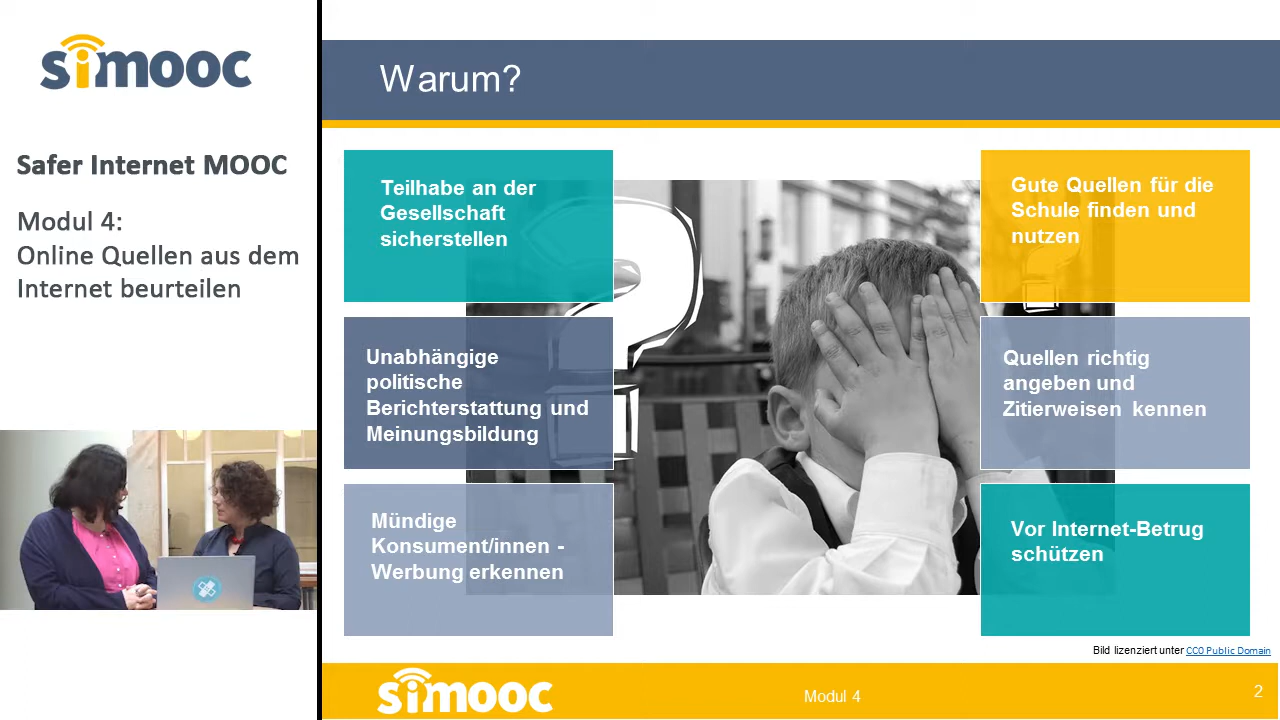 simooc
Safer Internet MOOC
Modul 4:
Online Quellen aus dem
Internet beurteilen
Warum?
Teilhabe an der
Gesellschaft
sicherstellen
Unabhängige
politische
Berichterstattung und
Meinungsbildung
Mündige
Konsument/innen -
Werbung erkennen
Gute Quellen für die
Schule finden und
nutzen
Quellen richtig
angeben und
Zitierweisen kennen
Vor Internet-Betrug
schützen
Bild lizenziert unter CC0 Public Domain
simooc
Modul 4
2